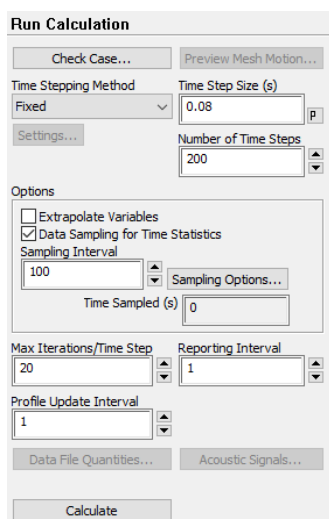 Run Calculation
Check Case... Preview Mesh Motion...
Time Stepping Method Time Step Size (s)
Fixed 0.08 P
Settings... Number of Time Steps
200
Options
Extrapolate Variables
Data Sampling for Time Statistics
Sampling Interval
100 Sampling Options...
Time Sampled (s) 0
Max Iterations/Time Step Reporting Interval
20 1
Profile Update Interval
1
Data File Quantities... Acoustic Signals...
Calculate